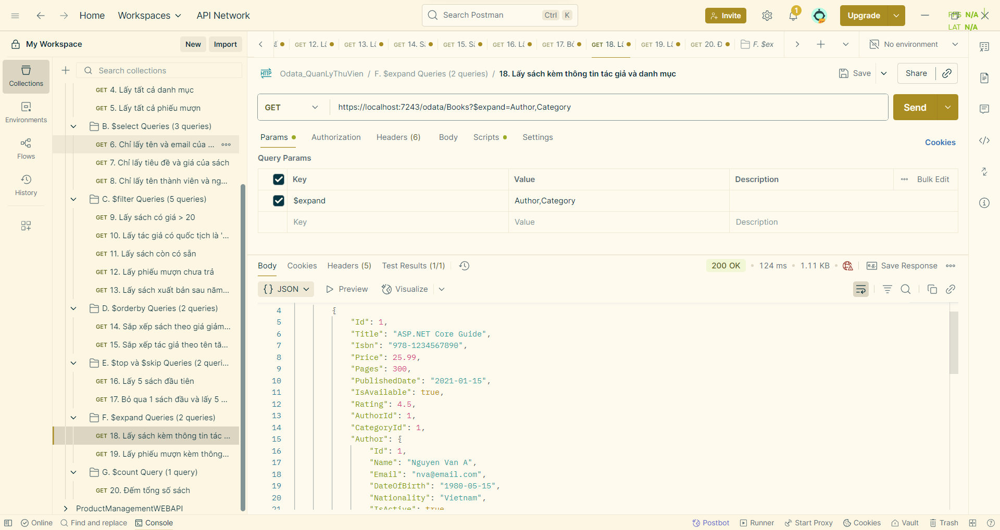 Home
Workspaces
API Network
Search Postman
Ctrl
K
Invite
1
Upgrade
FPS N/A
LAT N/A
My Workspace
New
Import
GET 12. Lấ
GET 13. Lấ
GET 14. Sắ
GET 15. Sắ
GET 16. Lấ
GET 17. Bỏ
GET 18. Lấ
GET 19. Lấ
GET 20. Đ
F. $ex
No environment
Collections
Environments
Flows
History
Search collections
GET 4. Lấy tất cả danh mục
GET 5. Lấy tất cả phiếu mượn
B. $select Queries (3 queries)
GET 6. Chỉ lấy tên và email của ...
GET 7. Chỉ lấy tiêu đề và giá của sách
GET 8. Chỉ lấy tên thành viên và ng...
C. $filter Queries (5 queries)
GET 9. Lấy sách có giá > 20
GET 10. Lấy tác giả có quốc tịch là '...
GET 11. Lấy sách còn có sẵn
GET 12. Lấy phiếu mượn chưa trả
GET 13. Lấy sách xuất bản sau năm...
D. $orderby Queries (2 queries)
GET 14. Sắp xếp sách theo giá giảm...
GET 15. Sắp xếp tác giả theo tên tă...
E. $top và $skip Queries (2 queri...
GET 16. Lấy 5 sách đầu tiên
GET 17. Bỏ qua 1 sách đầu và lấy 5 ...
F. $expand Queries (2 queries)
GET 18. Lấy sách kèm thông tin tác ...
GET 19. Lấy phiếu mượn kèm thông...
G. $count Query (1 query)
GET 20. Đếm tổng số sách
ProductManagementWEBAPI
HTTP
Odata_QuanLyThuVien / F. $expand Queries (2 queries) / 18. Lấy sách kèm thông tin tác giả và danh mục
Save
Share
GET
https://localhost:7243/odata/Books?$expand=Author,Category
Send
Params
Authorization
Headers (6)
Body
Scripts
Settings
Cookies
Query Params
Key
Value
Description
Bulk Edit
$expand
Author,Category
Key
Value
Description
Body
Cookies
Headers (5)
Test Results (1/1)
200 OK
124 ms
1.11 KB
e.g.
Save Response
{} JSON
Preview
Visualize
4 {
5 "Id": 1,
6 "Title": "ASP.NET Core Guide",
7 "Isbn": "978-1234567890",
8 "Price": 25.99,
9 "Pages": 300,
10 "PublishedDate": "2021-01-15",
11 "IsAvailable": true,
12 "Rating": 4.5,
13 "AuthorId": 1,
14 "CategoryId": 1,
15 "Author": {
16 "Id": 1,
17 "Name": "Nguyen Van A",
18 "Email": "nva@email.com",
19 "DateOfBirth": "1980-05-15",
20 "Nationality": "Vietnam",
21 "IsActive": true
Online
Find and replace
Console
Postbot
Runner
Start Proxy
Cookies
Vault
Trash